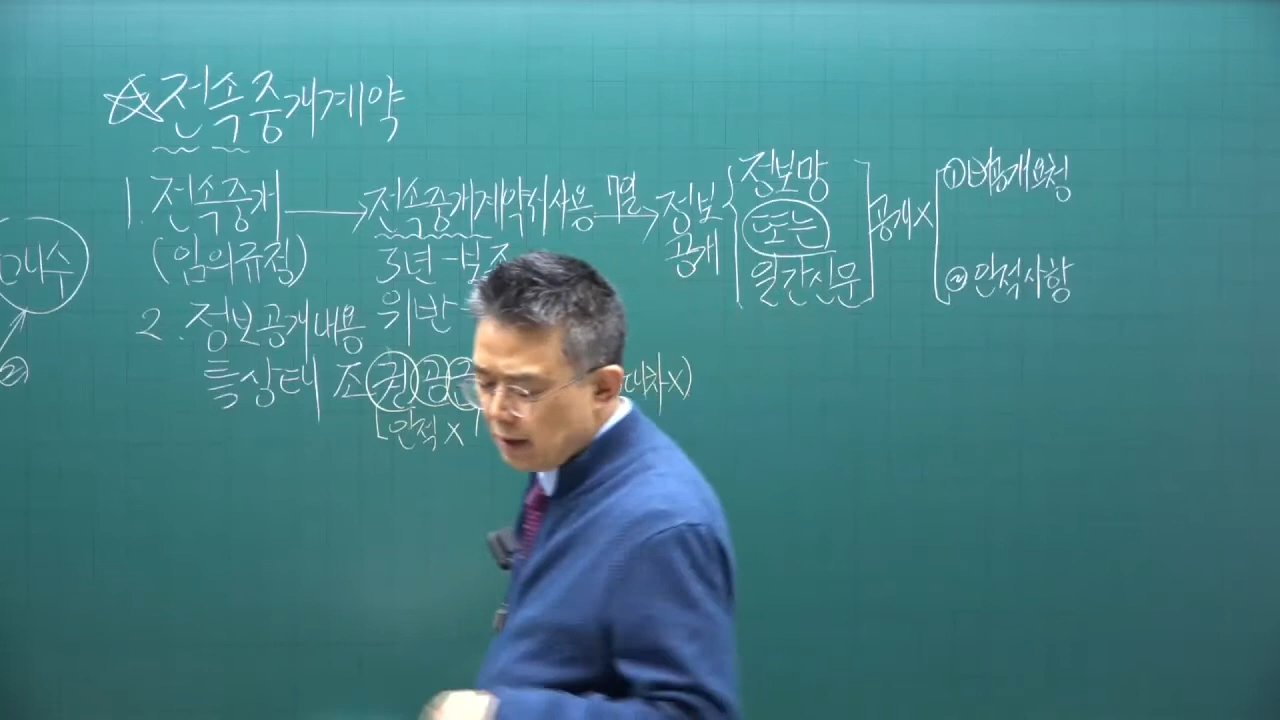 ☆ 전속중개계약
1. 전속중개 → 전속중개계약서사용 7일→ 정보공개 { 정보망 또는 일간신문 ] 공개X [ ①비공개요청 ②인적사항
(임의규정) 3년-보존
2. 정보공개내용 위반-
특상태 조권공공
[인적X